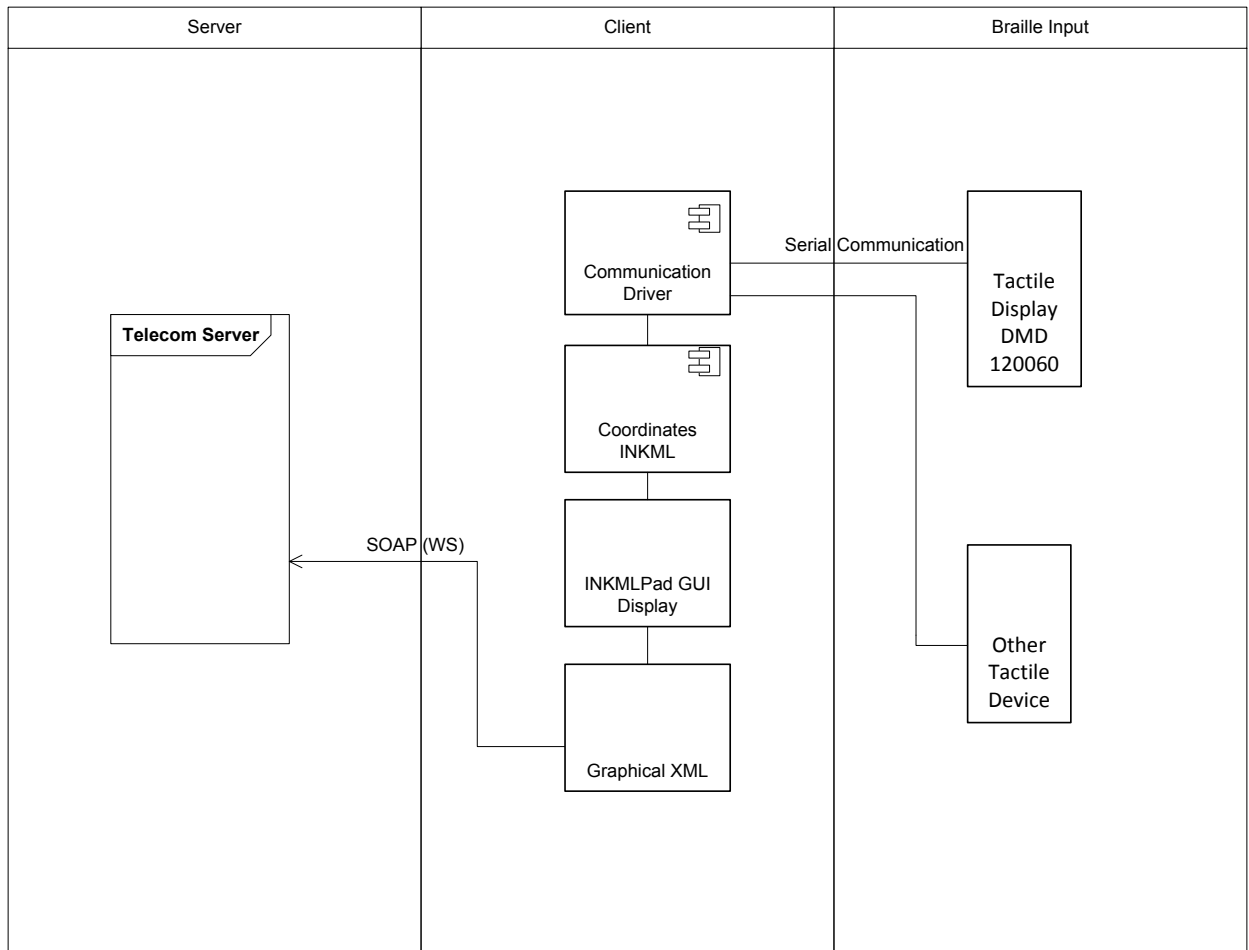 Server
Client
Braille Input
Serial Communication
Communication
Driver
Tactile
Display
DMD
120060
Telecom Server
Coordinates
INKML
SOAP (WS)
INKMLPad GUI
Display
Other
Tactile
Device
Graphical XML